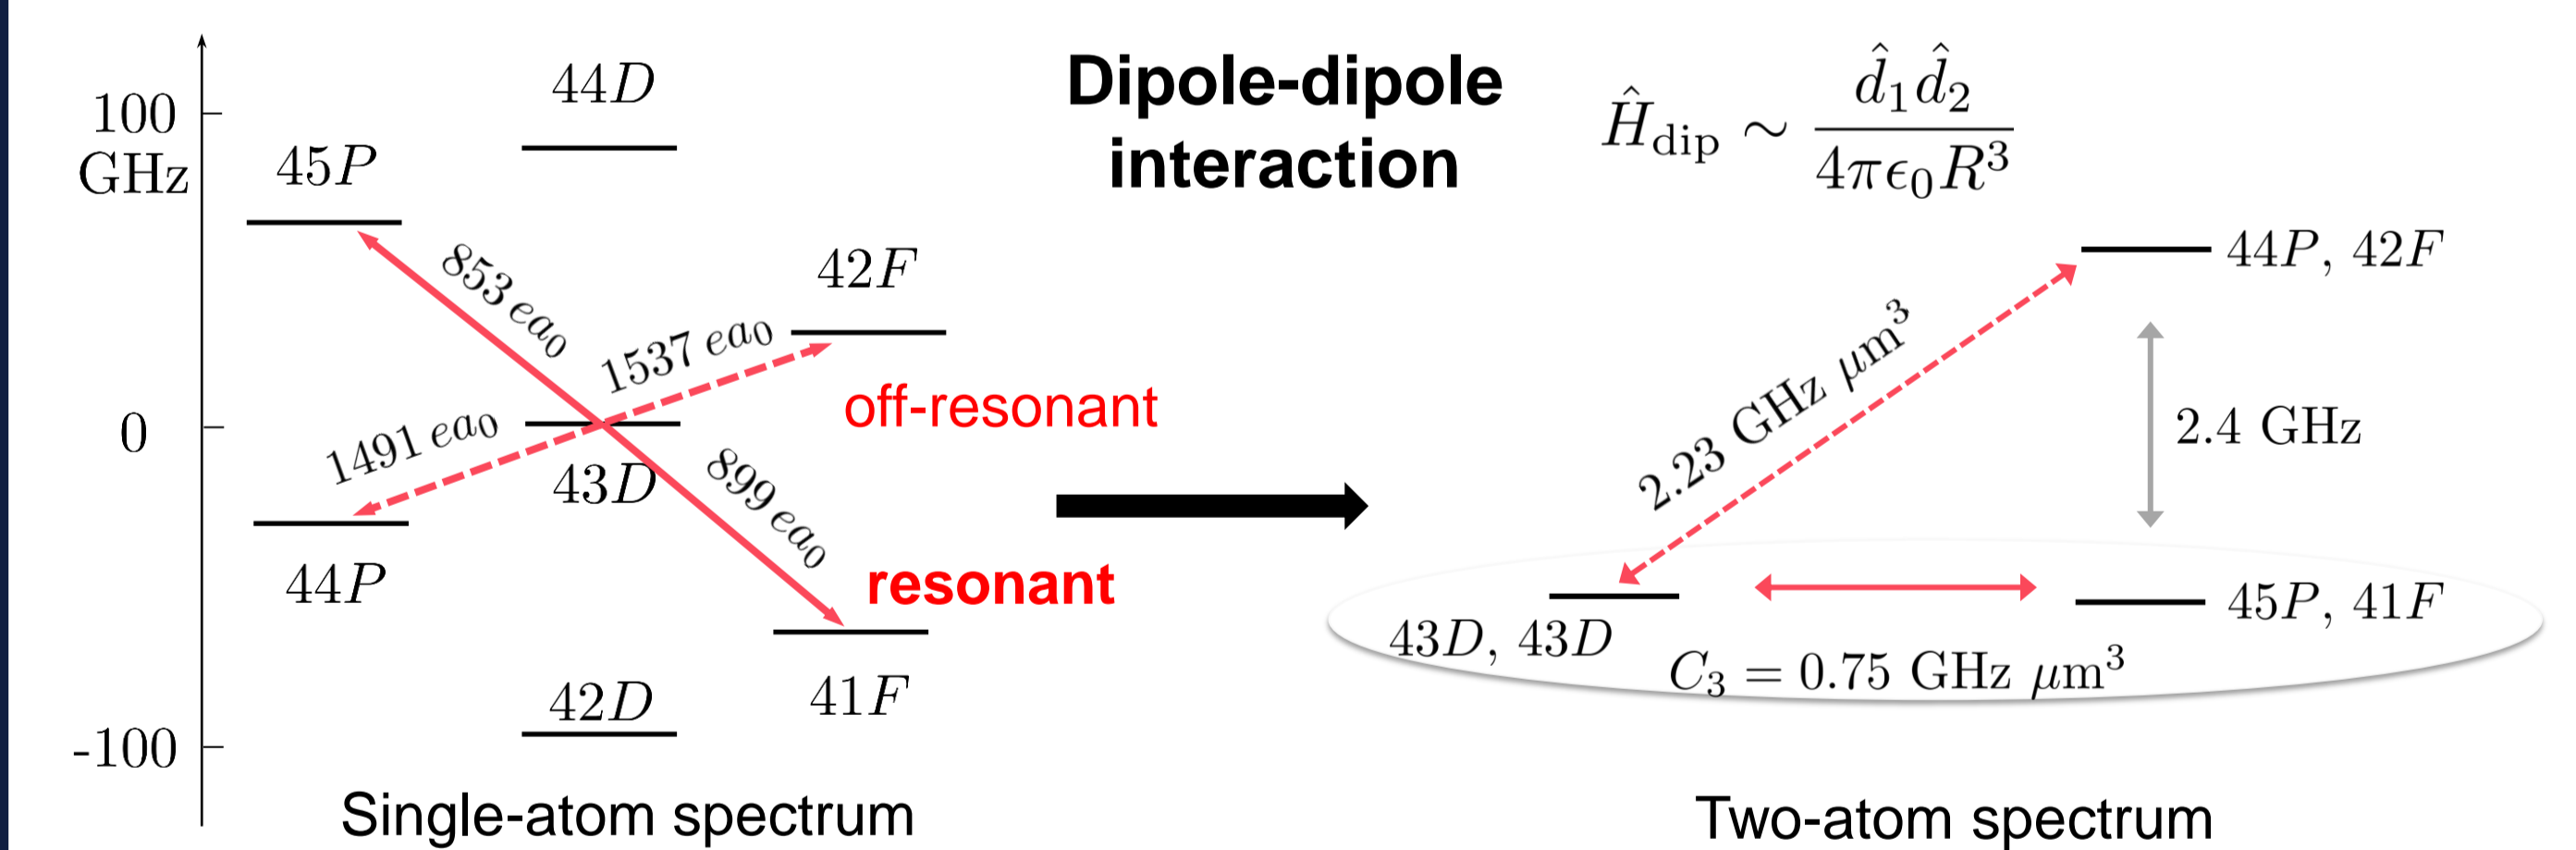 100
GHz
0
-100
44D
45P
853 ea₀
1537 ea₀
42F
off-resonant
1491 ea₀
43D
899 ea₀
44P
resonant
42D
41F
Single-atom spectrum
Dipole-dipole
interaction
Ĥ_dip ∼ d̂₁d̂₂ / 4πϵ₀R³
44P, 42F
2.23 GHz μm³
2.4 GHz
43D, 43D
45P, 41F
C₃ = 0.75 GHz μm³
Two-atom spectrum